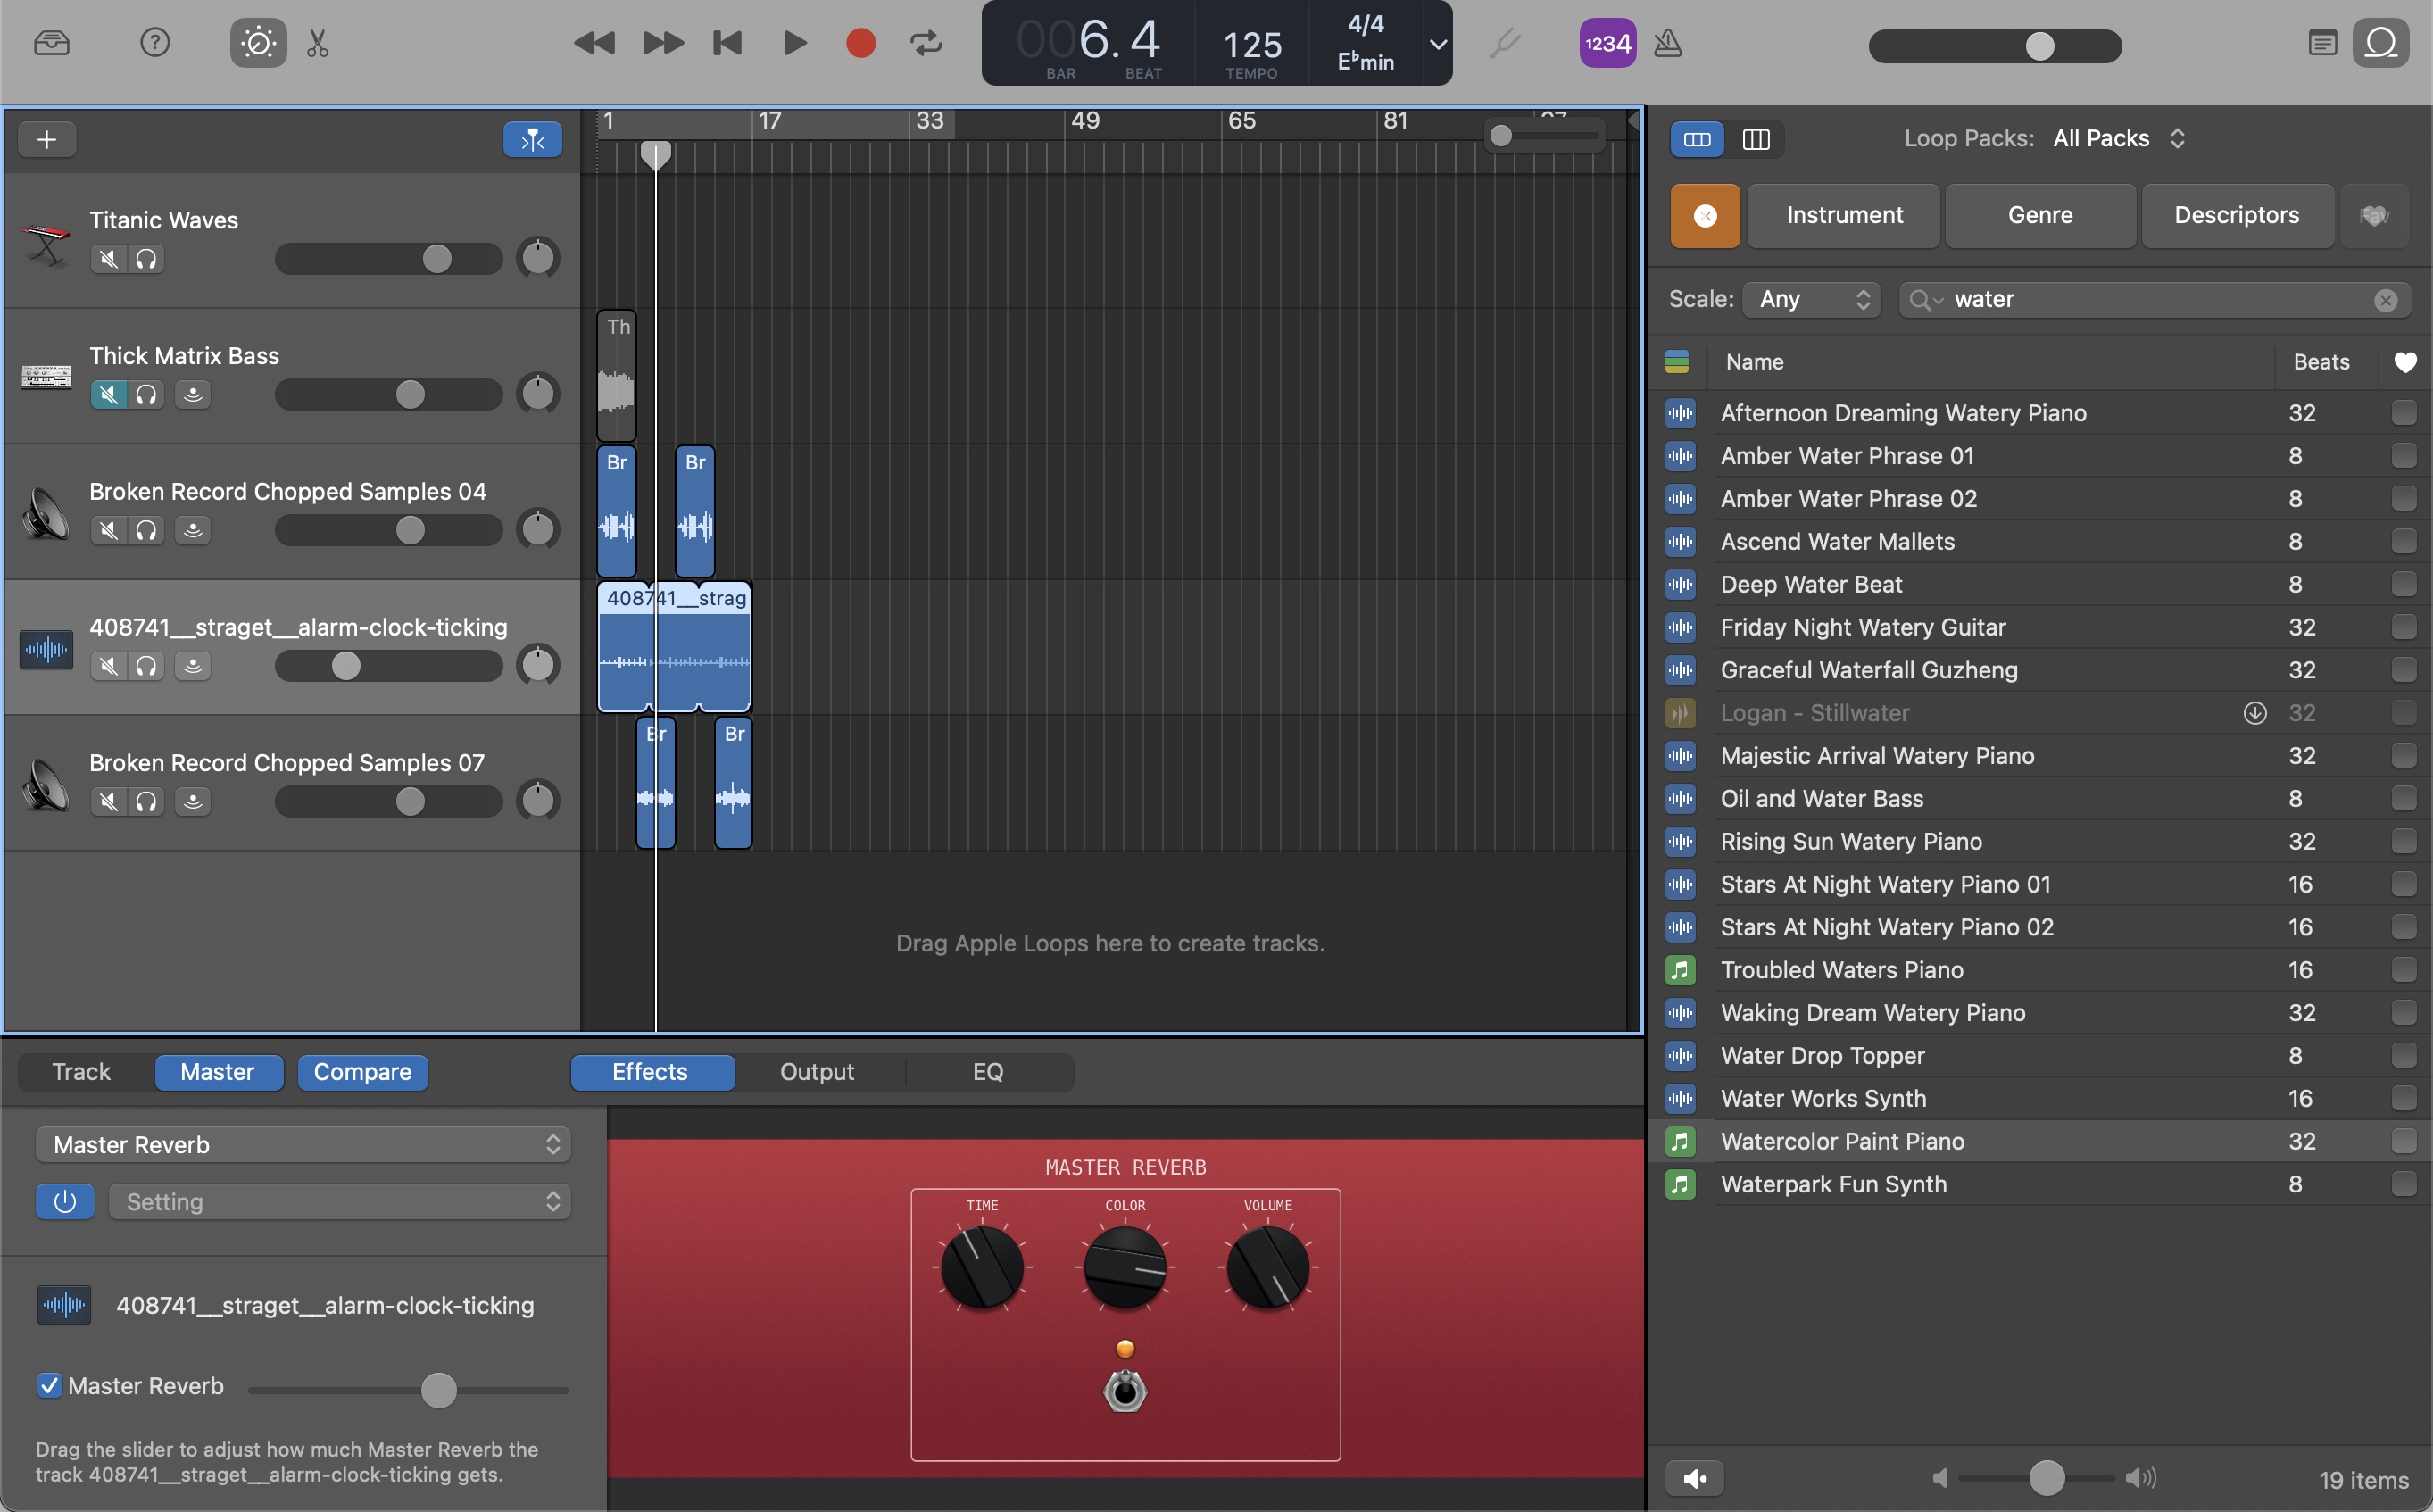 006.4
BAR BEAT
125
TEMPO
4/4
E♭min
1234
1 17 33 49 65 81
Titanic Waves
Thick Matrix Bass
Th
Broken Record Chopped Samples 04
Br Br
408741__straget__alarm-clock-ticking
408741__strag
Broken Record Chopped Samples 07
Br Br
Drag Apple Loops here to create tracks.
Track Master Compare Effects Output EQ
Master Reverb
Setting
408741__straget__alarm-clock-ticking
Master Reverb
Drag the slider to adjust how much Master Reverb the
track 408741__straget__alarm-clock-ticking gets.
MASTER REVERB
TIME COLOR VOLUME
Loop Packs: All Packs
Instrument Genre Descriptors Fav
Scale: Any water
Name Beats
Afternoon Dreaming Watery Piano 32
Amber Water Phrase 01 8
Amber Water Phrase 02 8
Ascend Water Mallets 8
Deep Water Beat 8
Friday Night Watery Guitar 32
Graceful Waterfall Guzheng 32
Logan - Stillwater 32
Majestic Arrival Watery Piano 32
Oil and Water Bass 8
Rising Sun Watery Piano 32
Stars At Night Watery Piano 01 16
Stars At Night Watery Piano 02 16
Troubled Waters Piano 16
Waking Dream Watery Piano 32
Water Drop Topper 8
Water Works Synth 16
Watercolor Paint Piano 32
Waterpark Fun Synth 8
19 items